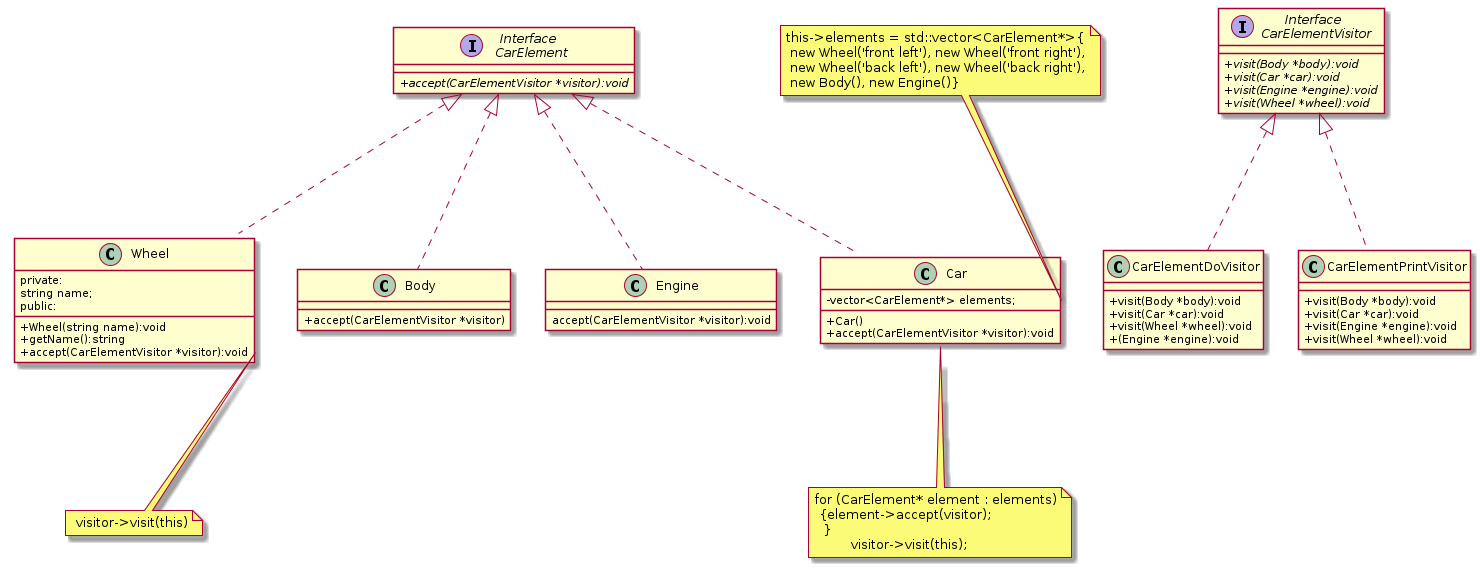 I
Interface
CarElement
+accept(CarElementVisitor *visitor):void
this->elements = std::vector<CarElement*>{
new Wheel('front left'), new Wheel('front right'),
new Wheel('back left'), new Wheel('back right'),
new Body(), new Engine()}
I
Interface
CarElementVisitor
+visit(Body *body):void
+visit(Car *car):void
+visit(Engine *engine):void
+visit(Wheel *wheel):void
C Wheel
private:
string name;
public:
+Wheel(string name):void
+getName():string
+accept(CarElementVisitor *visitor):void
C Body
+accept(CarElementVisitor *visitor)
C Engine
accept(CarElementVisitor *visitor):void
C Car
-vector<CarElement*> elements;
+Car()
+accept(CarElementVisitor *visitor):void
C CarElementDoVisitor
+visit(Body *body):void
+visit(Car *car):void
+visit(Wheel *wheel):void
+(Engine *engine):void
C CarElementPrintVisitor
+visit(Body *body):void
+visit(Car *car):void
+visit(Engine *engine):void
+visit(Wheel *wheel):void
visitor->visit(this)
for (CarElement* element : elements)
{element->accept(visitor);
}
visitor->visit(this);